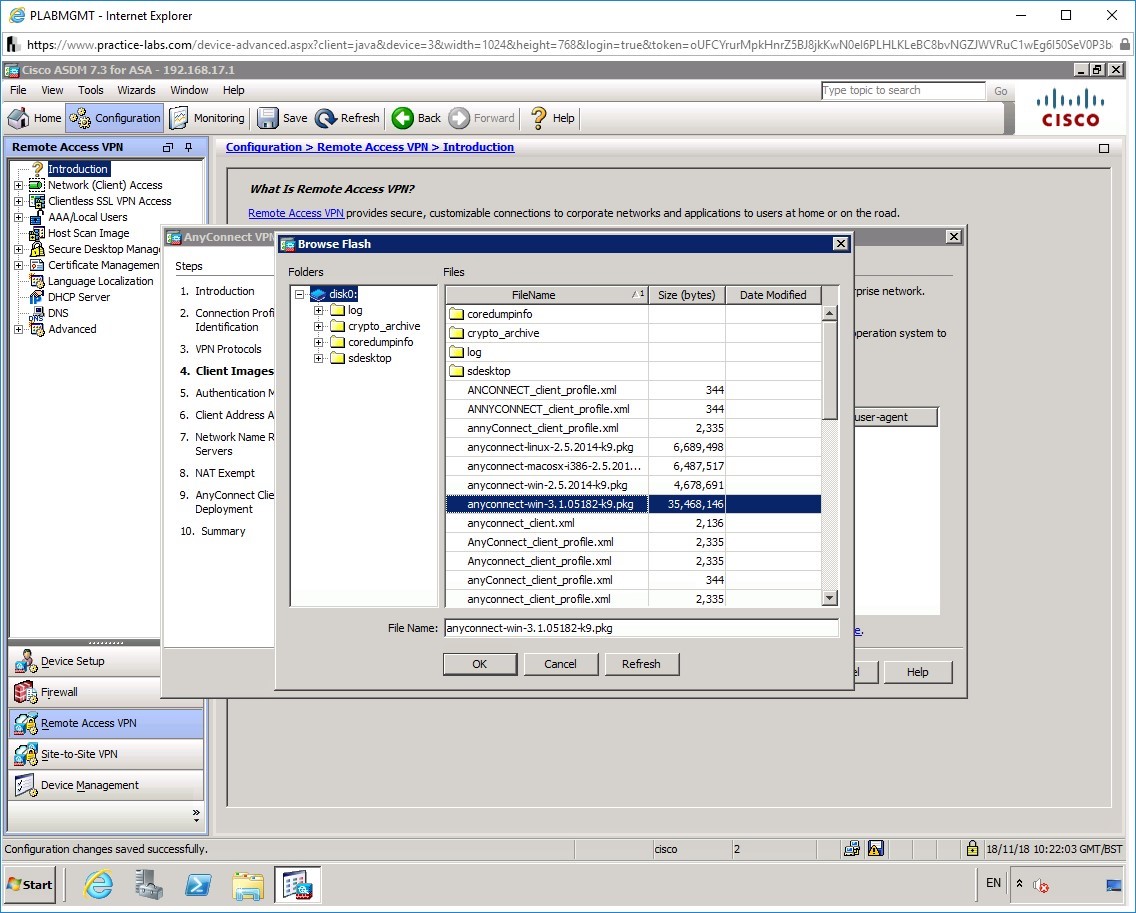 PLABMGMT - Internet Explorer
https://www.practice-labs.com/device-advanced.aspx?client=java&device=3&width=1024&height=768&login=true&token=oUFCYrurMpkHnrZ5BJ8jkKwN0eI6PLHLKLeBC8bvNGZJWVRuC1wEg6I50SeV0P3b
Cisco ASDM 7.3 for ASA - 192.168.17.1
File View Tools Wizards Window Help
Type topic to search Go
Home Configuration Monitoring Save Refresh Back Forward Help
CISCO
Remote Access VPN
Introduction
Network (Client) Access
Clientless SSL VPN Access
AAA/Local Users
Host Scan Image
Secure Desktop Manag
Certificate Managemen
Language Localization
DHCP Server
DNS
Advanced
Configuration > Remote Access VPN > Introduction
What Is Remote Access VPN?
Remote Access VPN provides secure, customizable connections to corporate networks and applications to users at home or on the road.
AnyConnect VPN
Steps
1. Introduction
2. Connection Profi
Identification
3. VPN Protocols
4. Client Images
5. Authentication M
6. Client Address A
7. Network Name R
Servers
8. NAT Exempt
9. AnyConnect Clie
Deployment
10. Summary
Browse Flash
Folders
disk0:
log
crypto_archive
coredumpinfo
sdesktop
Files
FileName 1 Size (bytes) Date Modified
coredumpinfo
crypto_archive
log
sdesktop
ANCONNECT_client_profile.xml 344
ANNYCONNECT_client_profile.xml 344
annyConnect_client_profile.xml 2,335
anyconnect-linux-2.5.2014-k9.pkg 6,689,498
anyconnect-macosx-i386-2.5.201... 6,487,517
anyconnect-win-2.5.2014-k9.pkg 4,678,691
anyconnect-win-3.1.05182-k9.pkg 35,468,146
anyconnect_client.xml 2,136
AnyConnect_client_profile.xml 2,335
Anyconnect_client_profile.xml 2,335
anyConnect_client_profile.xml 344
anyconnect_client_profile.xml 2,335
File Name: anyconnect-win-3.1.05182-k9.pkg
OK Cancel Refresh
rprise network.
operation system to
user-agent
e.
el Help
Device Setup
Firewall
Remote Access VPN
Site-to-Site VPN
Device Management
Configuration changes saved successfully.
cisco 2 18/11/18 10:22:03 GMT/BST
Start
EN